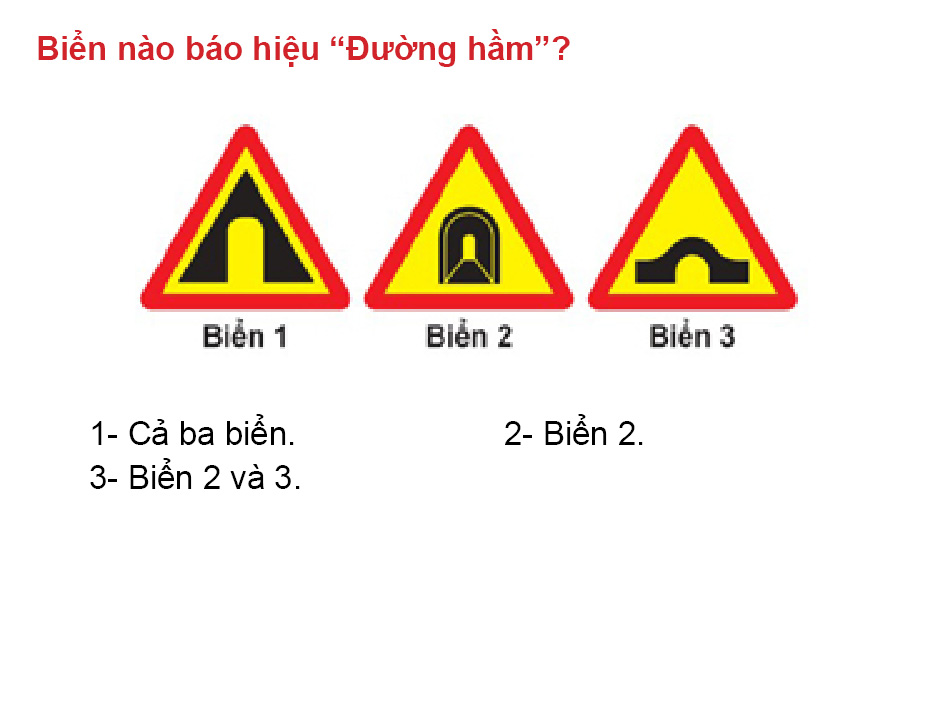 Biển nào báo hiệu “Đường hầm”?
Biển 1 Biển 2 Biển 3
1- Cả ba biển. 2- Biển 2.
3- Biển 2 và 3.